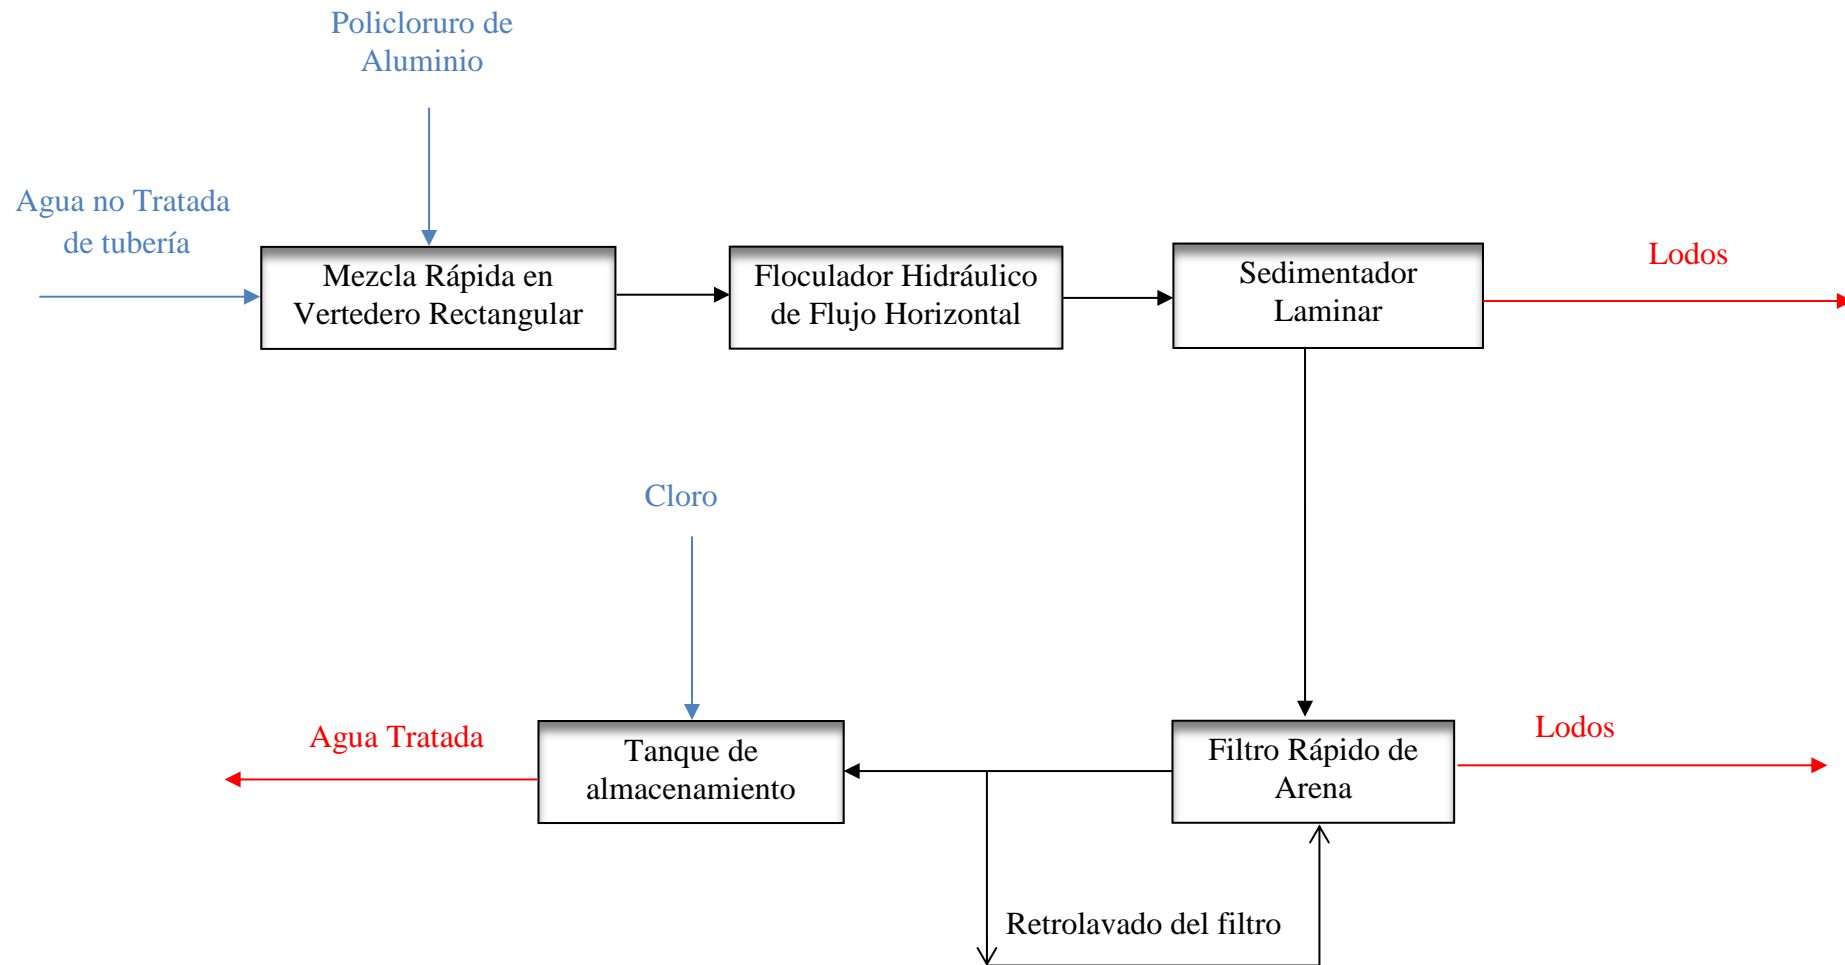 Policloruro de
Aluminio
Agua no Tratada
de tubería
Mezcla Rápida en
Vertedero Rectangular
Floculador Hidráulico
de Flujo Horizontal
Sedimentador
Laminar
Lodos
Cloro
Agua Tratada
Tanque de
almacenamiento
Filtro Rápido de
Arena
Lodos
Retrolavado del filtro